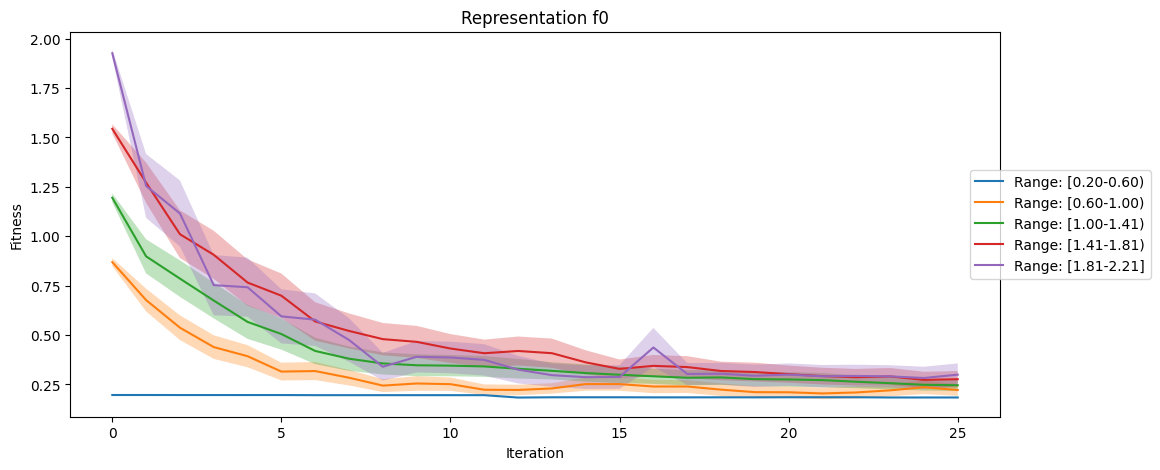 Representation f0
2.00
1.75
1.50
1.25
1.00
0.75
0.50
0.25
Fitness
0
5
10
15
20
25
Iteration
Range: [0.20-0.60)
Range: [0.60-1.00)
Range: [1.00-1.41)
Range: [1.41-1.81)
Range: [1.81-2.21]